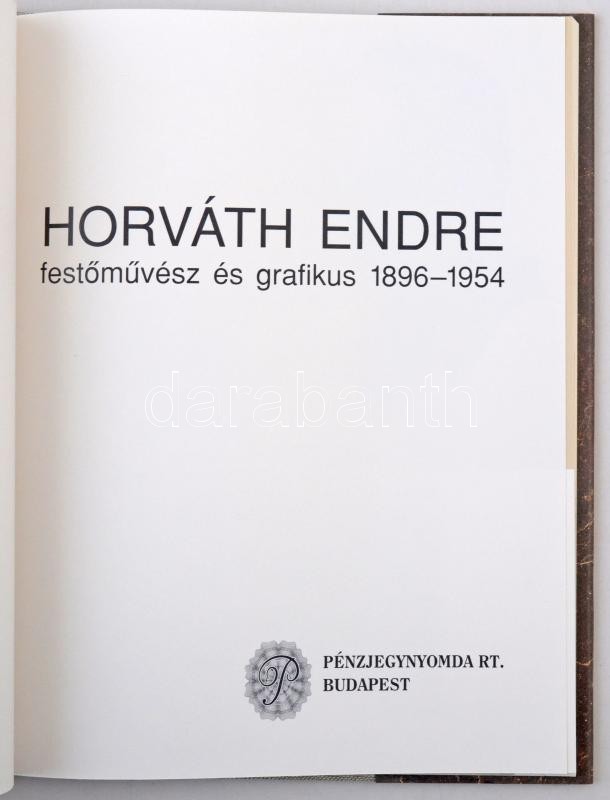 HORVÁTH ENDRE
festőművész és grafikus 1896–1954
darabanth
P
PÉNZJEGYNYOMDA RT.
BUDAPEST